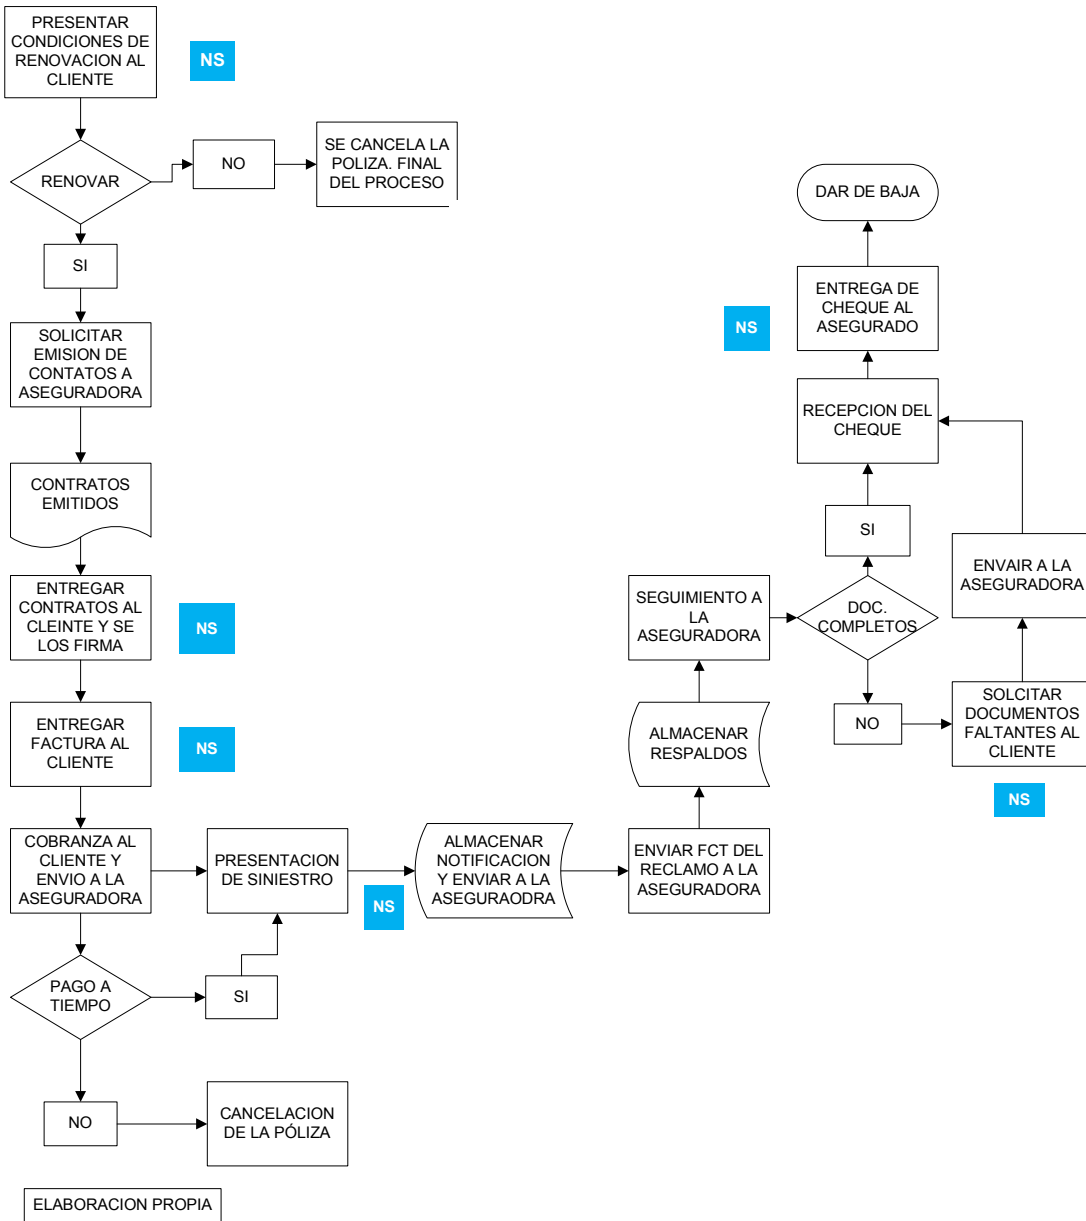 PRESENTAR
CONDICIONES DE
RENOVACION AL
CLIENTE
NS
RENOVAR
NO
SE CANCELA LA
POLIZA. FINAL
DEL PROCESO
SI
SOLICITAR
EMISION DE
CONTATOS A
ASEGURADORA
CONTRATOS
EMITIDOS
ENTREGAR
CONTRATOS AL
CLEINTE Y SE
LOS FIRMA
NS
ENTREGAR
FACTURA AL
CLIENTE
NS
COBRANZA AL
CLIENTE Y
ENVIO A LA
ASEGURADORA
PRESENTACION
DE SINIESTRO
NS
PAGO A
TIEMPO
SI
NO
CANCELACION
DE LA PÓLIZA
ALMACENAR
NOTIFICACION
Y ENVIAR A LA
ASEGURAODRA
ENVIAR FCT DEL
RECLAMO A LA
ASEGURADORA
ALMACENAR
RESPALDOS
SEGUIMIENTO A
LA
ASEGURADORA
DOC.
COMPLETOS
SI
NO
SOLCITAR
DOCUMENTOS
FALTANTES AL
CLIENTE
NS
ENVAIR A LA
ASEGURADORA
RECEPCION DEL
CHEQUE
ENTREGA DE
CHEQUE AL
ASEGURADO
NS
DAR DE BAJA
ELABORACION PROPIA